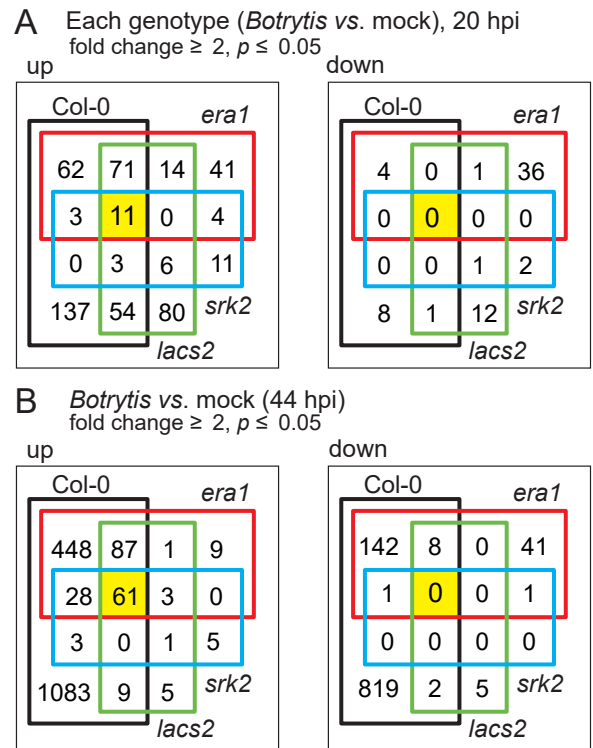 A Each genotype (Botrytis vs. mock), 20 hpi
fold change ≥ 2, p ≤ 0.05
up
Col-0
era1
62 71 14 41
3 11 0 4
0 3 6 11
137 54 80
srk2
lacs2
down
Col-0
era1
4 0 1 36
0 0 0 0
0 0 1 2
8 1 12
srk2
lacs2
B Botrytis vs. mock (44 hpi)
fold change ≥ 2, p ≤ 0.05
up
Col-0
era1
448 87 1 9
28 61 3 0
3 0 1 5
1083 9 5
srk2
lacs2
down
Col-0
era1
142 8 0 41
1 0 0 1
0 0 0 0
819 2 5
srk2
lacs2